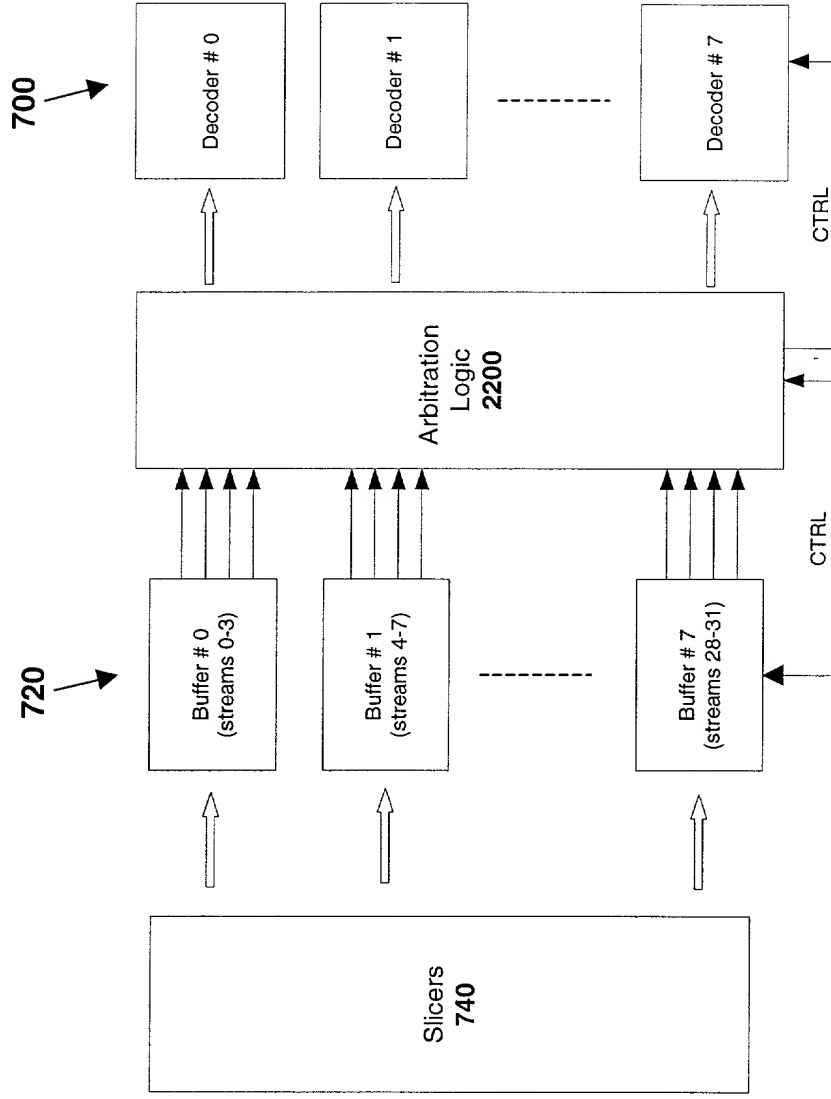 700
Decoder # 0
Decoder # 1
Decoder # 7
CTRL
Arbitration
Logic
2200
CTRL
720
Buffer # 0
(streams 0-3)
Buffer # 1
(streams 4-7)
Buffer # 7
(streams 28-31)
Slicers
740